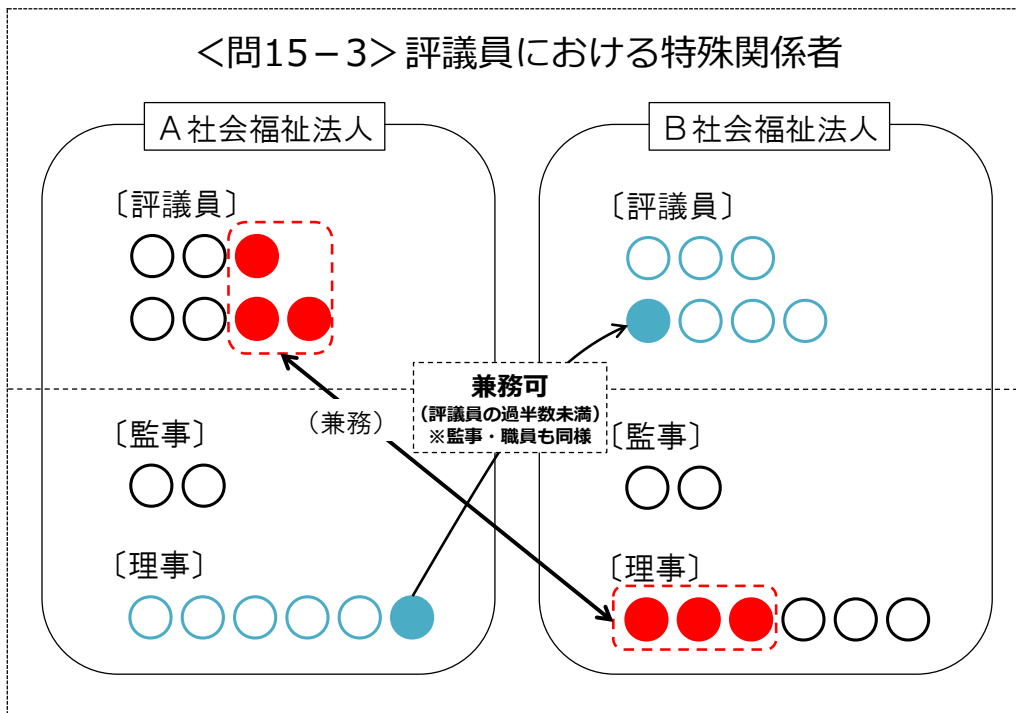 <問15－3>評議員における特殊関係者
A社会福祉法人
B社会福祉法人
〔評議員〕
〔評議員〕
兼務可
(評議員の過半数未満)
※監事・職員も同様
（兼務）
〔監事〕
〔監事〕
〔理事〕
〔理事〕